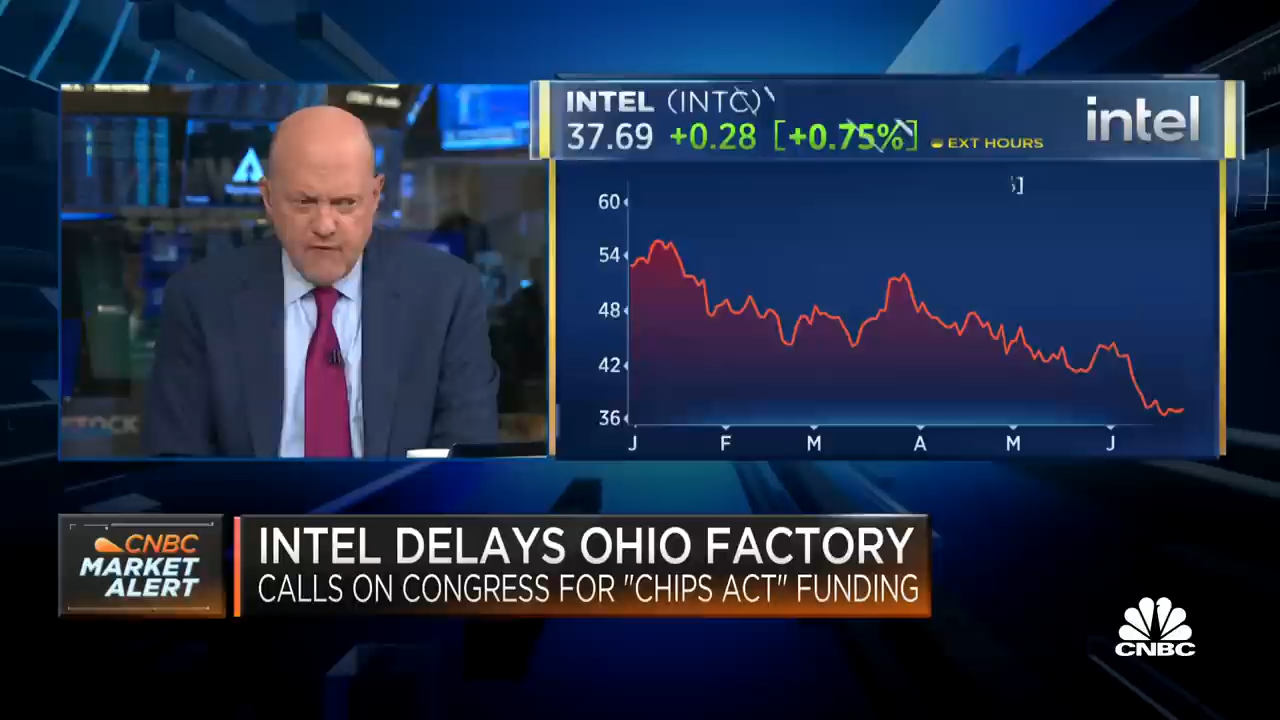 INTEL (INTC)
37.69 +0.28 [+0.75%] EXT HOURS
intel
60
54
48
42
36
J F M A M J
STOCK
CNBC
MARKET
ALERT
INTEL DELAYS OHIO FACTORY
CALLS ON CONGRESS FOR "CHIPS ACT" FUNDING
CNBC